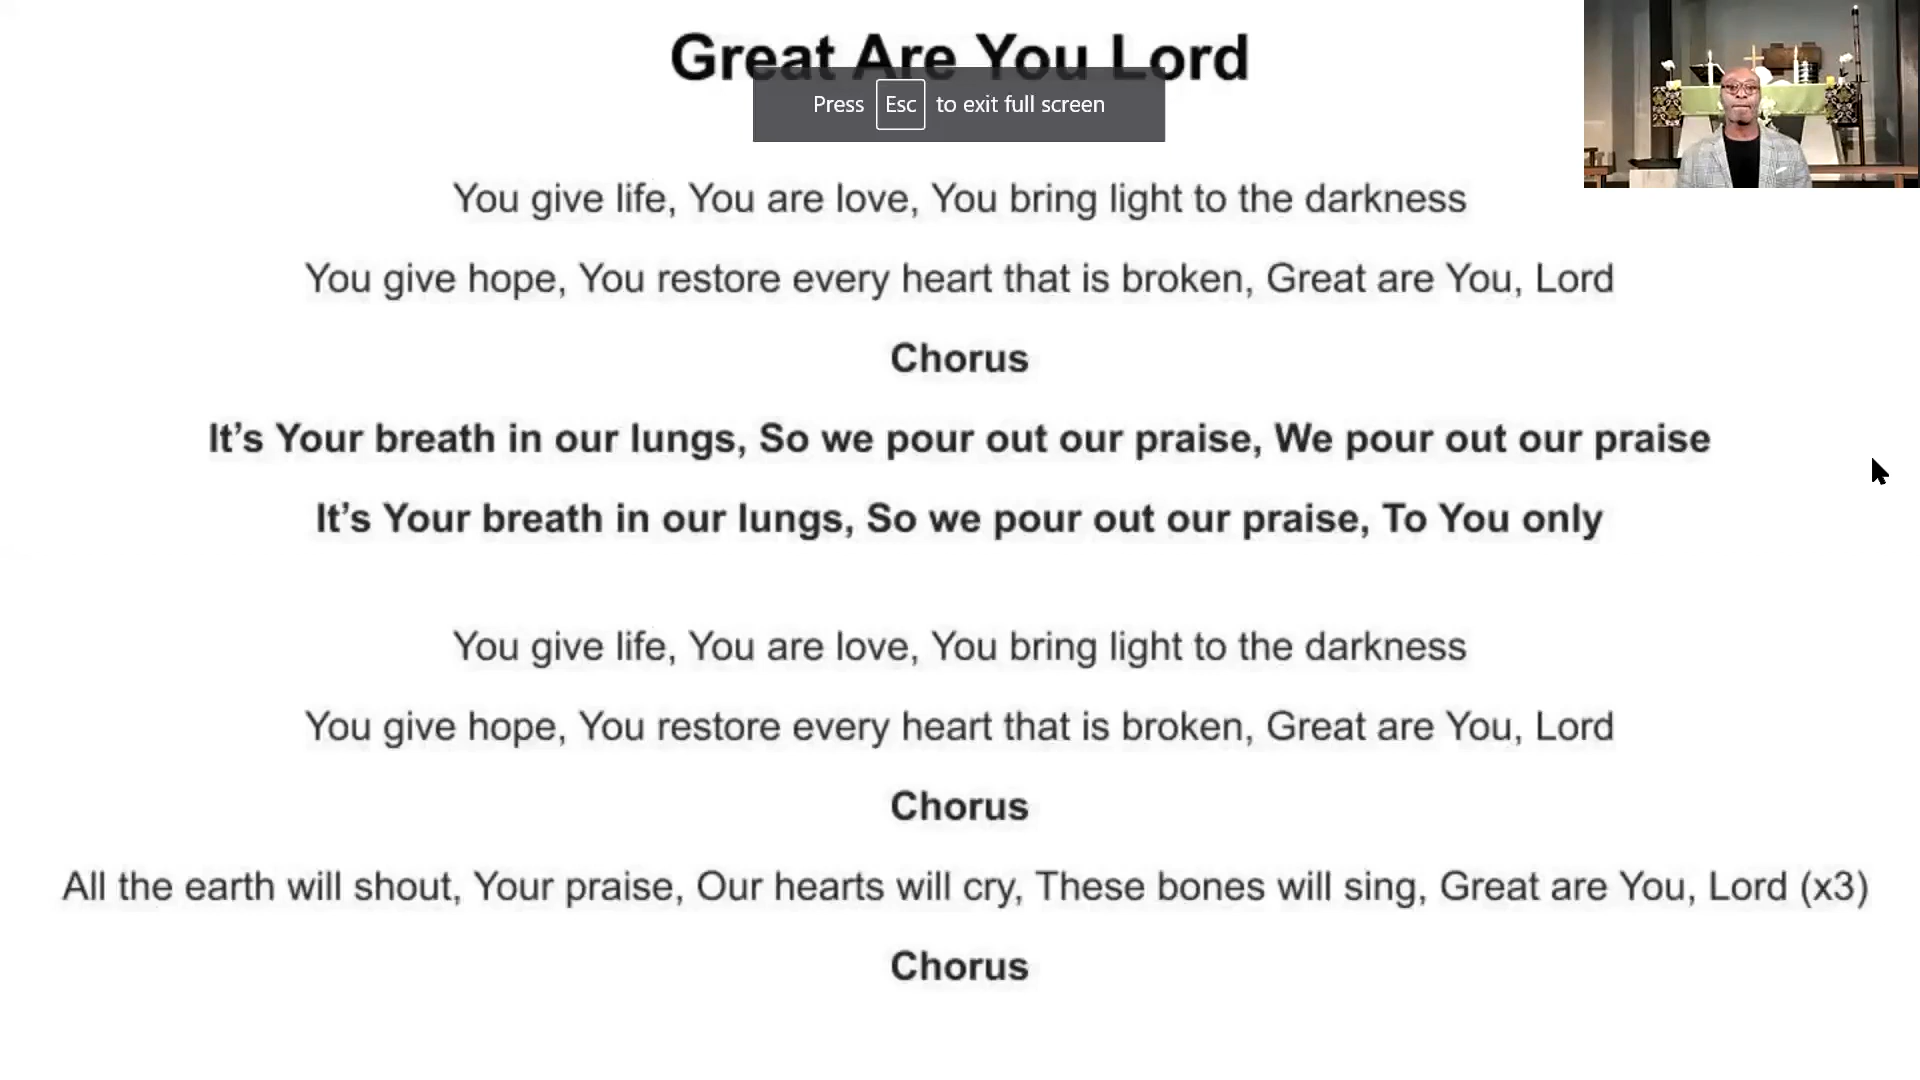 Great Are You Lord
Press Esc to exit full screen
You give life, You are love, You bring light to the darkness
You give hope, You restore every heart that is broken, Great are You, Lord
Chorus
It’s Your breath in our lungs, So we pour out our praise, We pour out our praise
It’s Your breath in our lungs, So we pour out our praise, To You only
You give life, You are love, You bring light to the darkness
You give hope, You restore every heart that is broken, Great are You, Lord
Chorus
All the earth will shout, Your praise, Our hearts will cry, These bones will sing, Great are You, Lord (x3)
Chorus